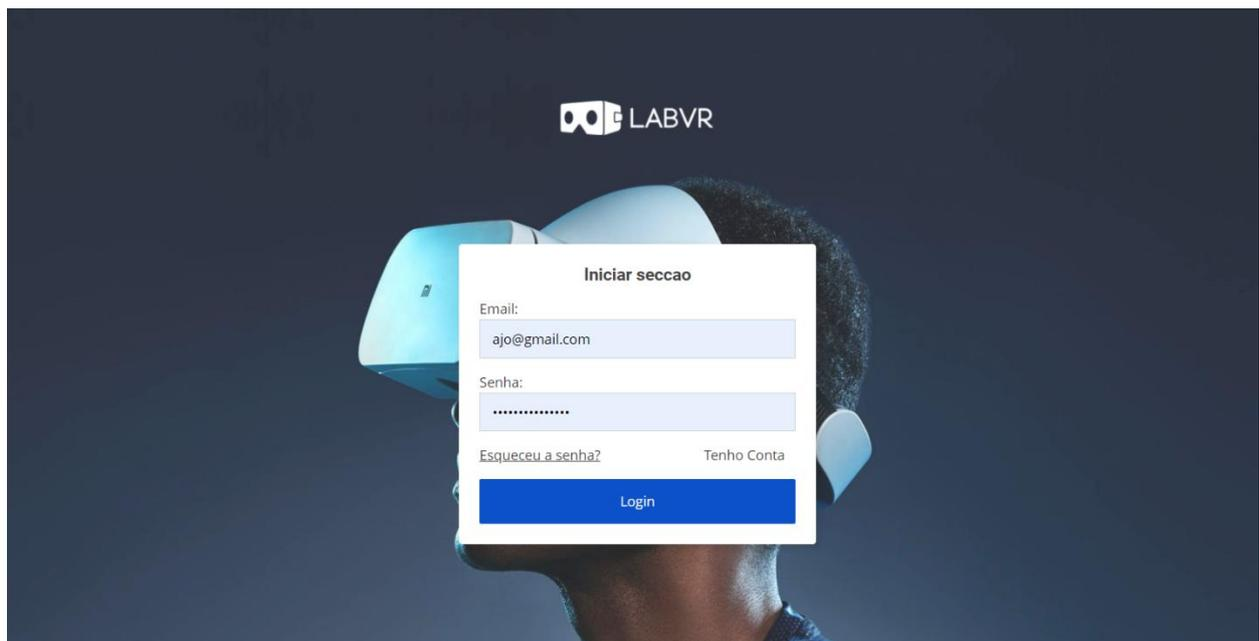 LABVR
Iniciar seccao
Email:
ajo@gmail.com
Senha:
•••••••••••••••
Esqueceu a senha? Tenho Conta
Login